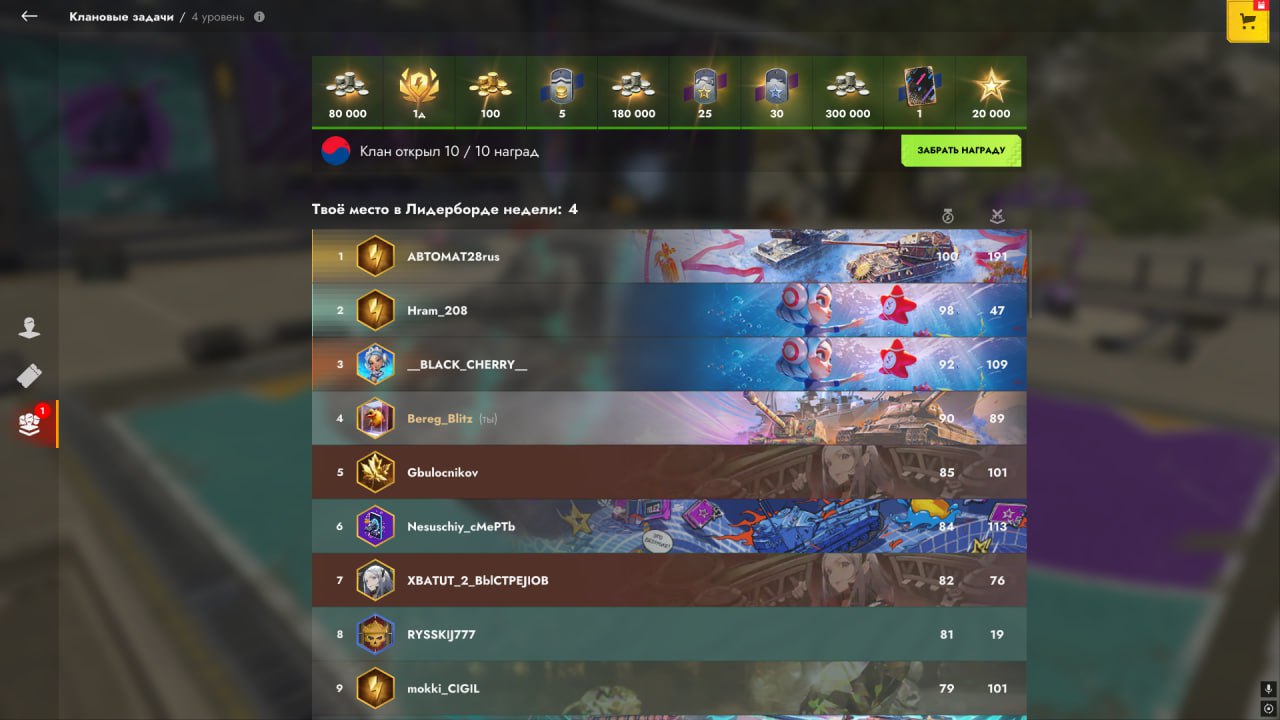 Клановые задачи / 4 уровень
80 000
1д
100
5
180 000
25
30
300 000
1
20 000
Клан открыл 10 / 10 наград
ЗАБРАТЬ НАГРАДУ
Твоё место в Лидерборде недели: 4
1 ABTOMAT28rus 100 191
2 Hram_208 98 47
3 __BLACK_CHERRY__ 92 109
1
4 Bereg_Blitz (ты) 90 89
5 Gbulocnikov 85 101
6 Nesuschiy_cMePTb 84 113
7 XBATUT_2_BblCTPEJIOB 82 76
8 RYSSKIJ777 81 19
9 mokki_CIGIL 79 101